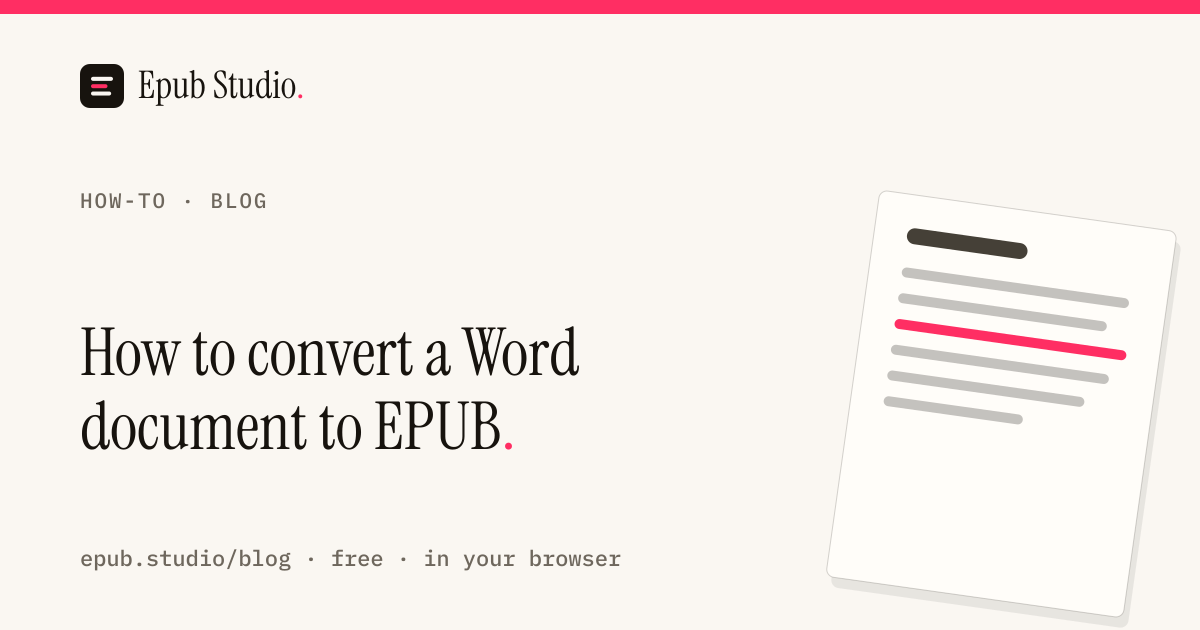 Epub Studio.
HOW-TO · BLOG
How to convert a Word
document to EPUB.
epub.studio/blog · free · in your browser